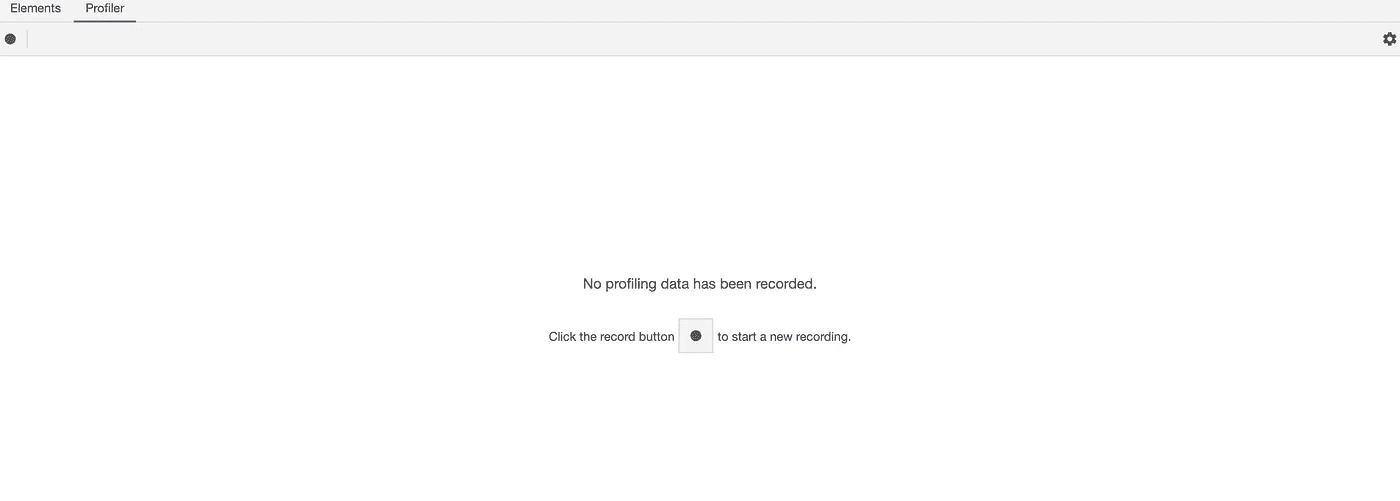 Elements Profiler
No profiling data has been recorded.
Click the record button to start a new recording.